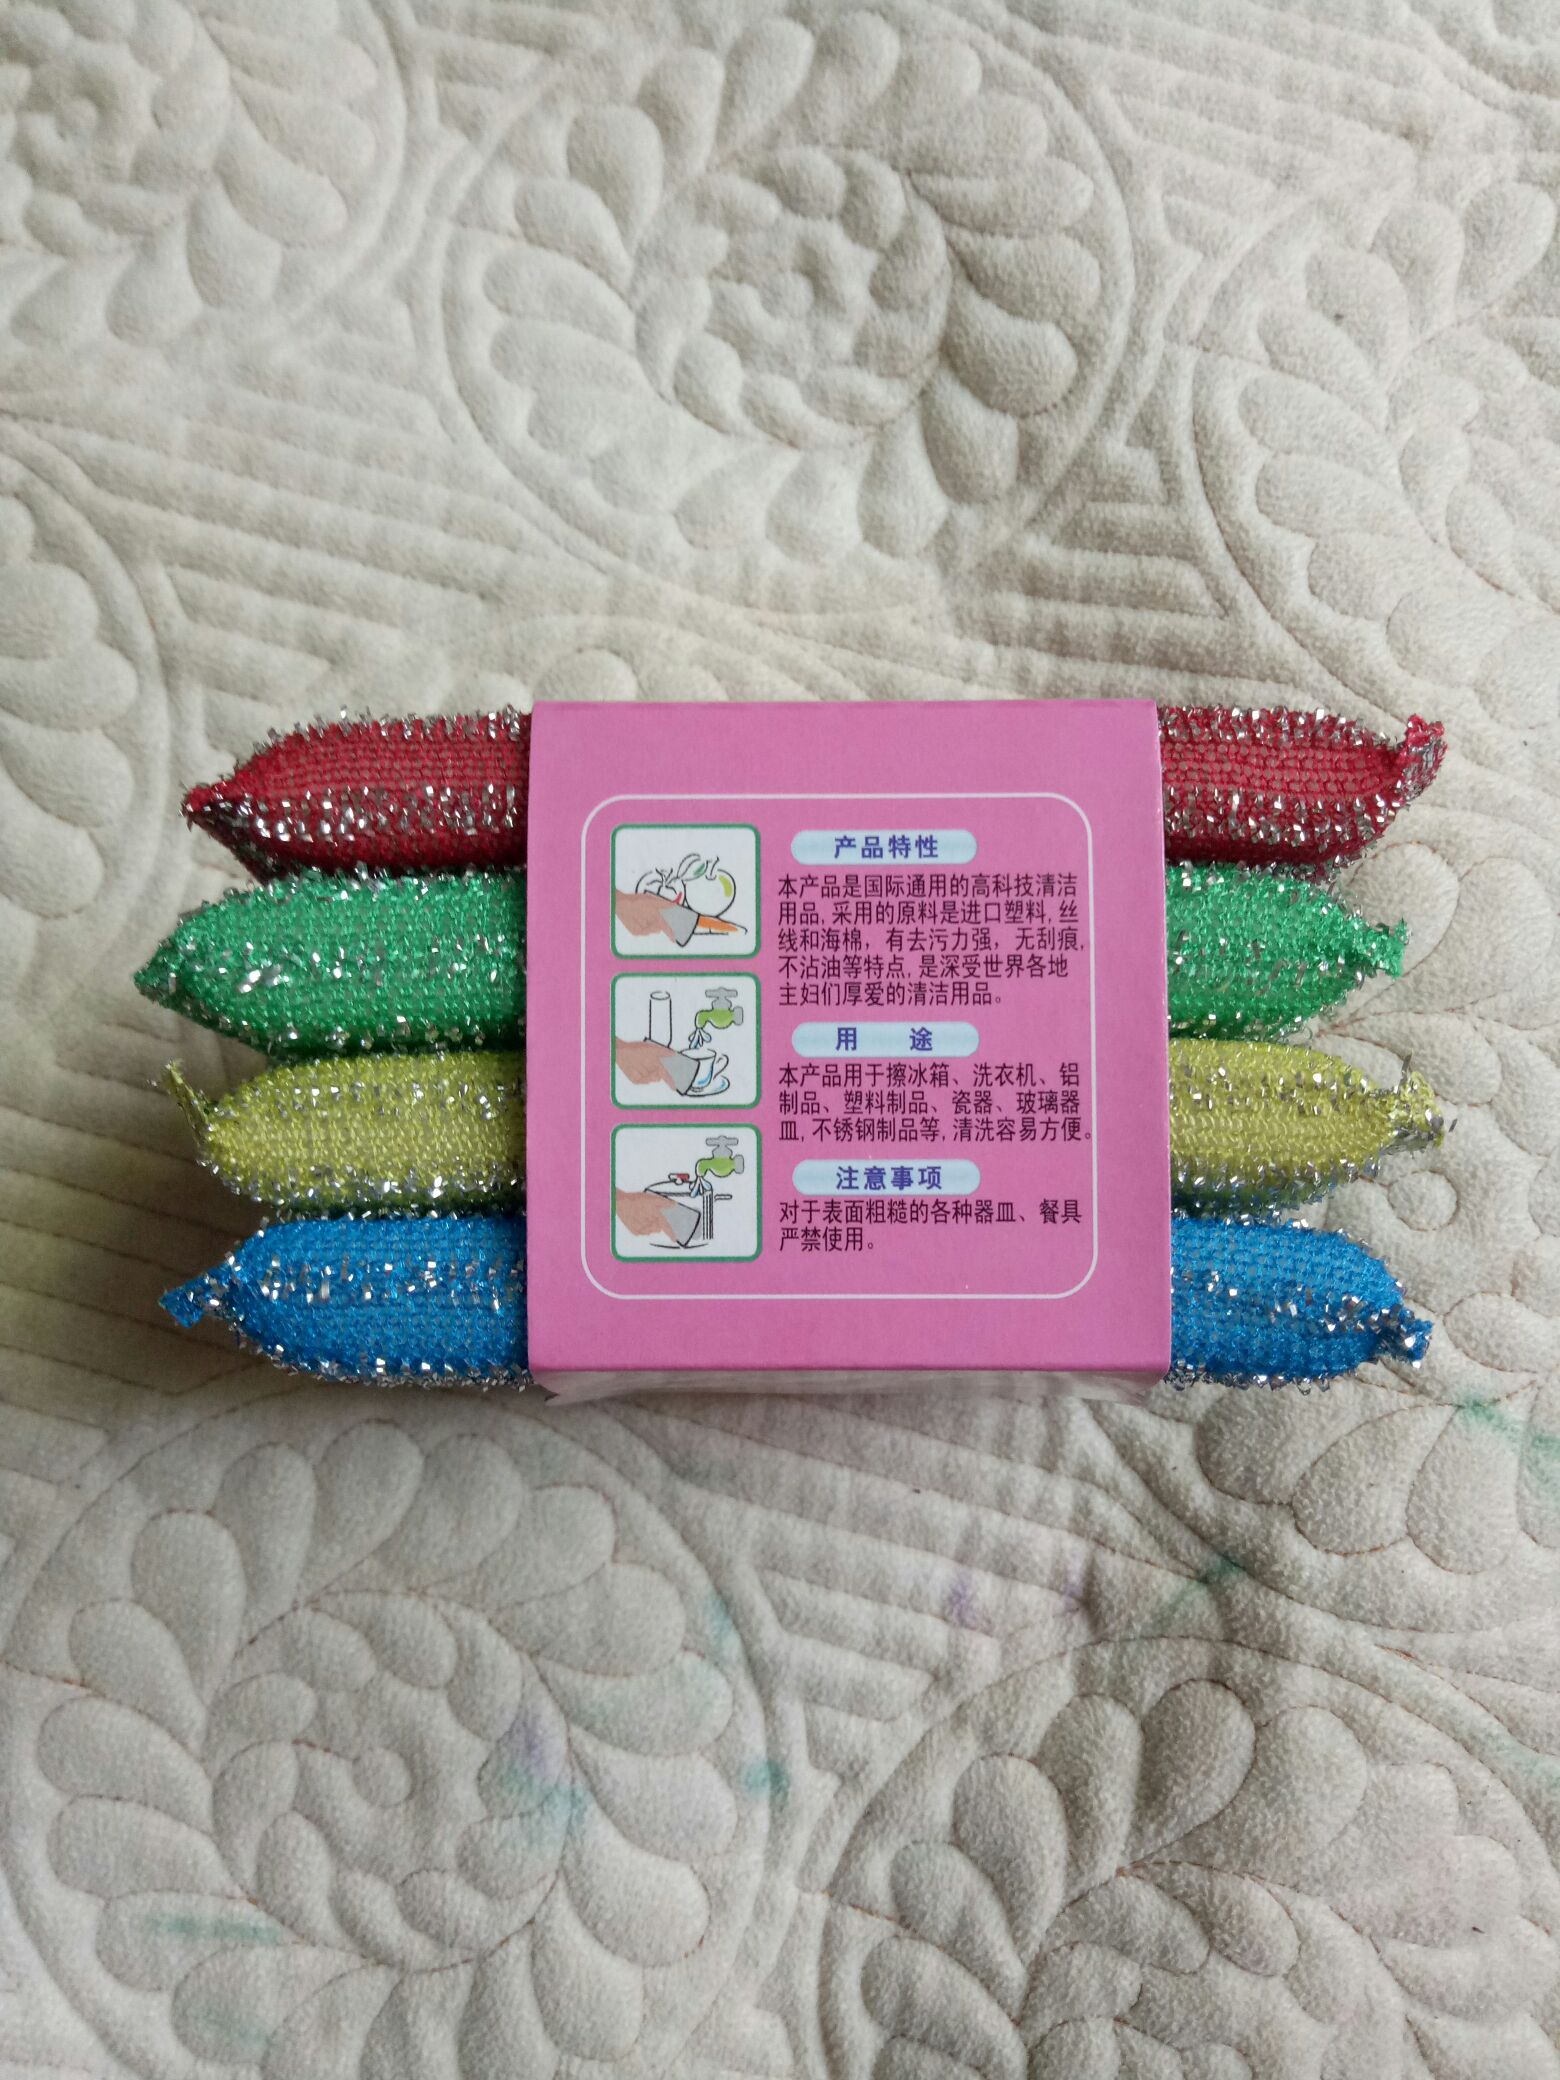 产品特性
本产品是国际通用的高科技清洁
用品,采用的原料是进口塑料,丝
线和海棉，有去污力强，无刮痕,
不沾油等特点,是深受世界各地
主妇们厚爱的清洁用品。
用 途
本产品用于擦冰箱、洗衣机、铝
制品、塑料制品、瓷器、玻璃器
皿,不锈钢制品等,清洗容易方便。
注意事项
对于表面粗糙的各种器皿、餐具
严禁使用。